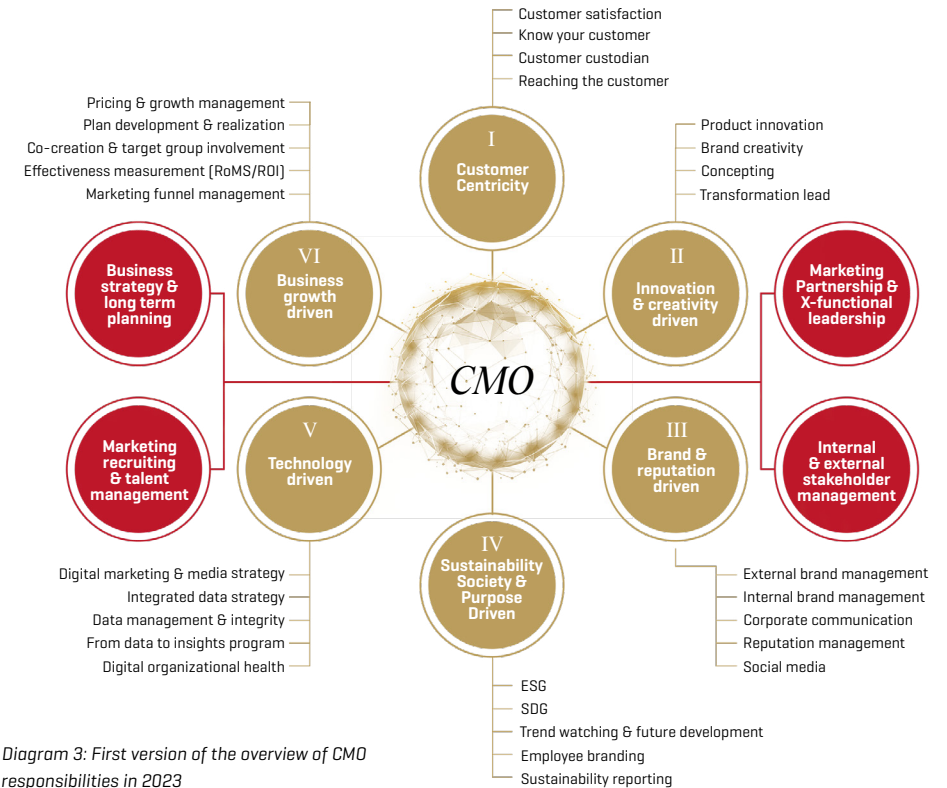 Customer satisfaction
Know your customer
Customer custodian
Reaching the customer
I
Customer
Centricity
Pricing & growth management
Plan development & realization
Co-creation & target group involvement
Effectiveness measurement (RoMS/ROI)
Marketing funnel management
Product innovation
Brand creativity
Concepting
Transformation lead
Business
strategy &
long term
planning
VI
Business
growth
driven
II
Innovation
& creativity
driven
Marketing
Partnership &
X-functional
leadership
CMO
Marketing
recruiting
& talent
management
V
Technology
driven
III
Brand &
reputation
driven
Internal
& external
stakeholder
management
IV
Sustainability
Society &
Purpose
Driven
Digital marketing & media strategy
Integrated data strategy
Data management & integrity
From data to insights program
Digital organizational health
External brand management
Internal brand management
Corporate communication
Reputation management
Social media
ESG
SDG
Trend watching & future development
Employee branding
Sustainability reporting
Diagram 3: First version of the overview of CMO
responsibilities in 2023